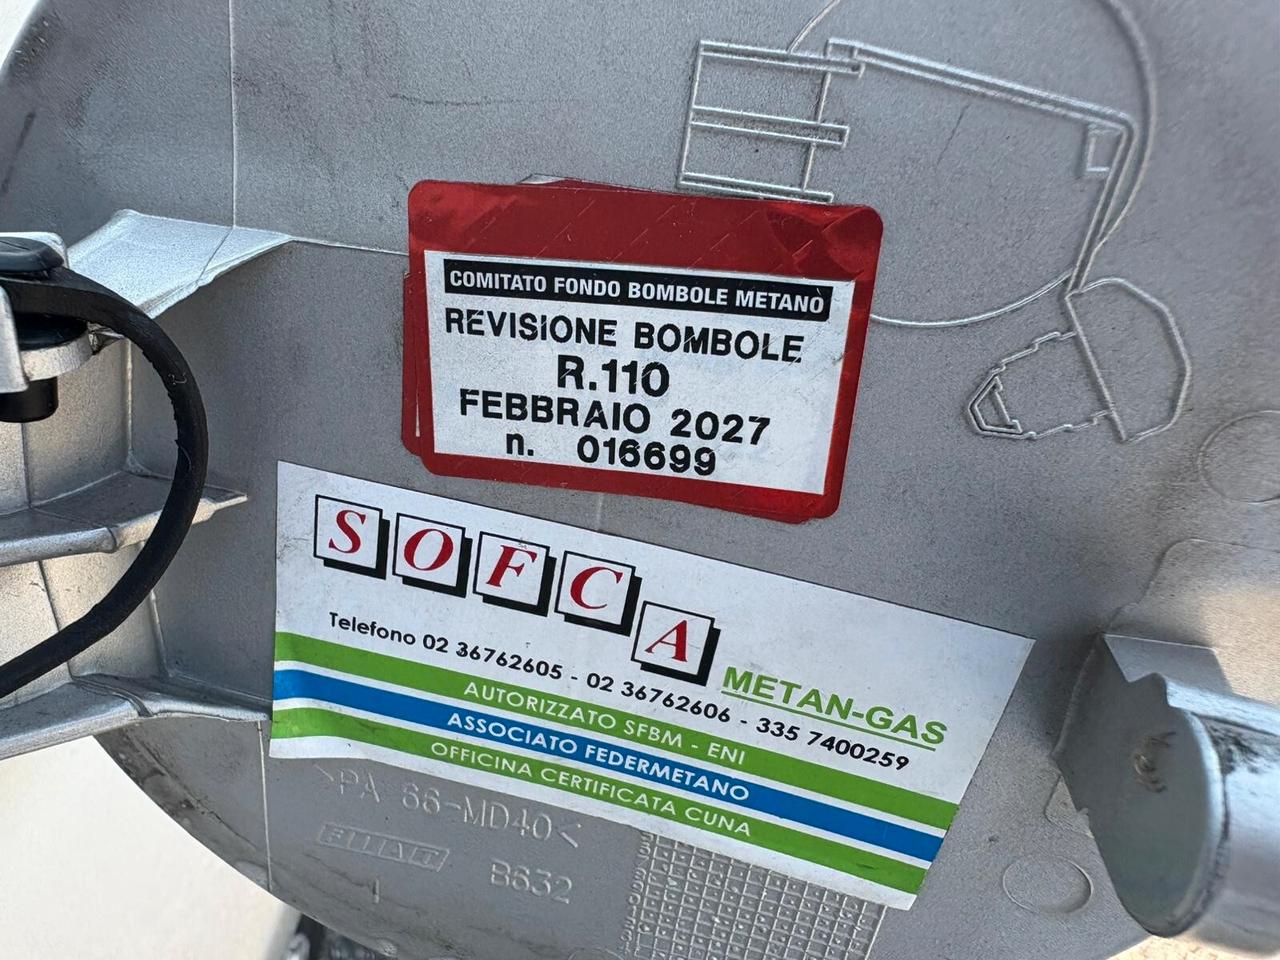 COMITATO FONDO BOMBOLE METANO
REVISIONE BOMBOLE
R.110
FEBBRAIO 2027
n. 016699
SOFCA
METAN-GAS
Telefono 02 36762605 - 02 36762606 - 335 7400259
AUTORIZZATO SFBM - ENI
ASSOCIATO FEDERMETANO
OFFICINA CERTIFICATA CUNA
>PA 66-MD40<
FIAT
B632
1